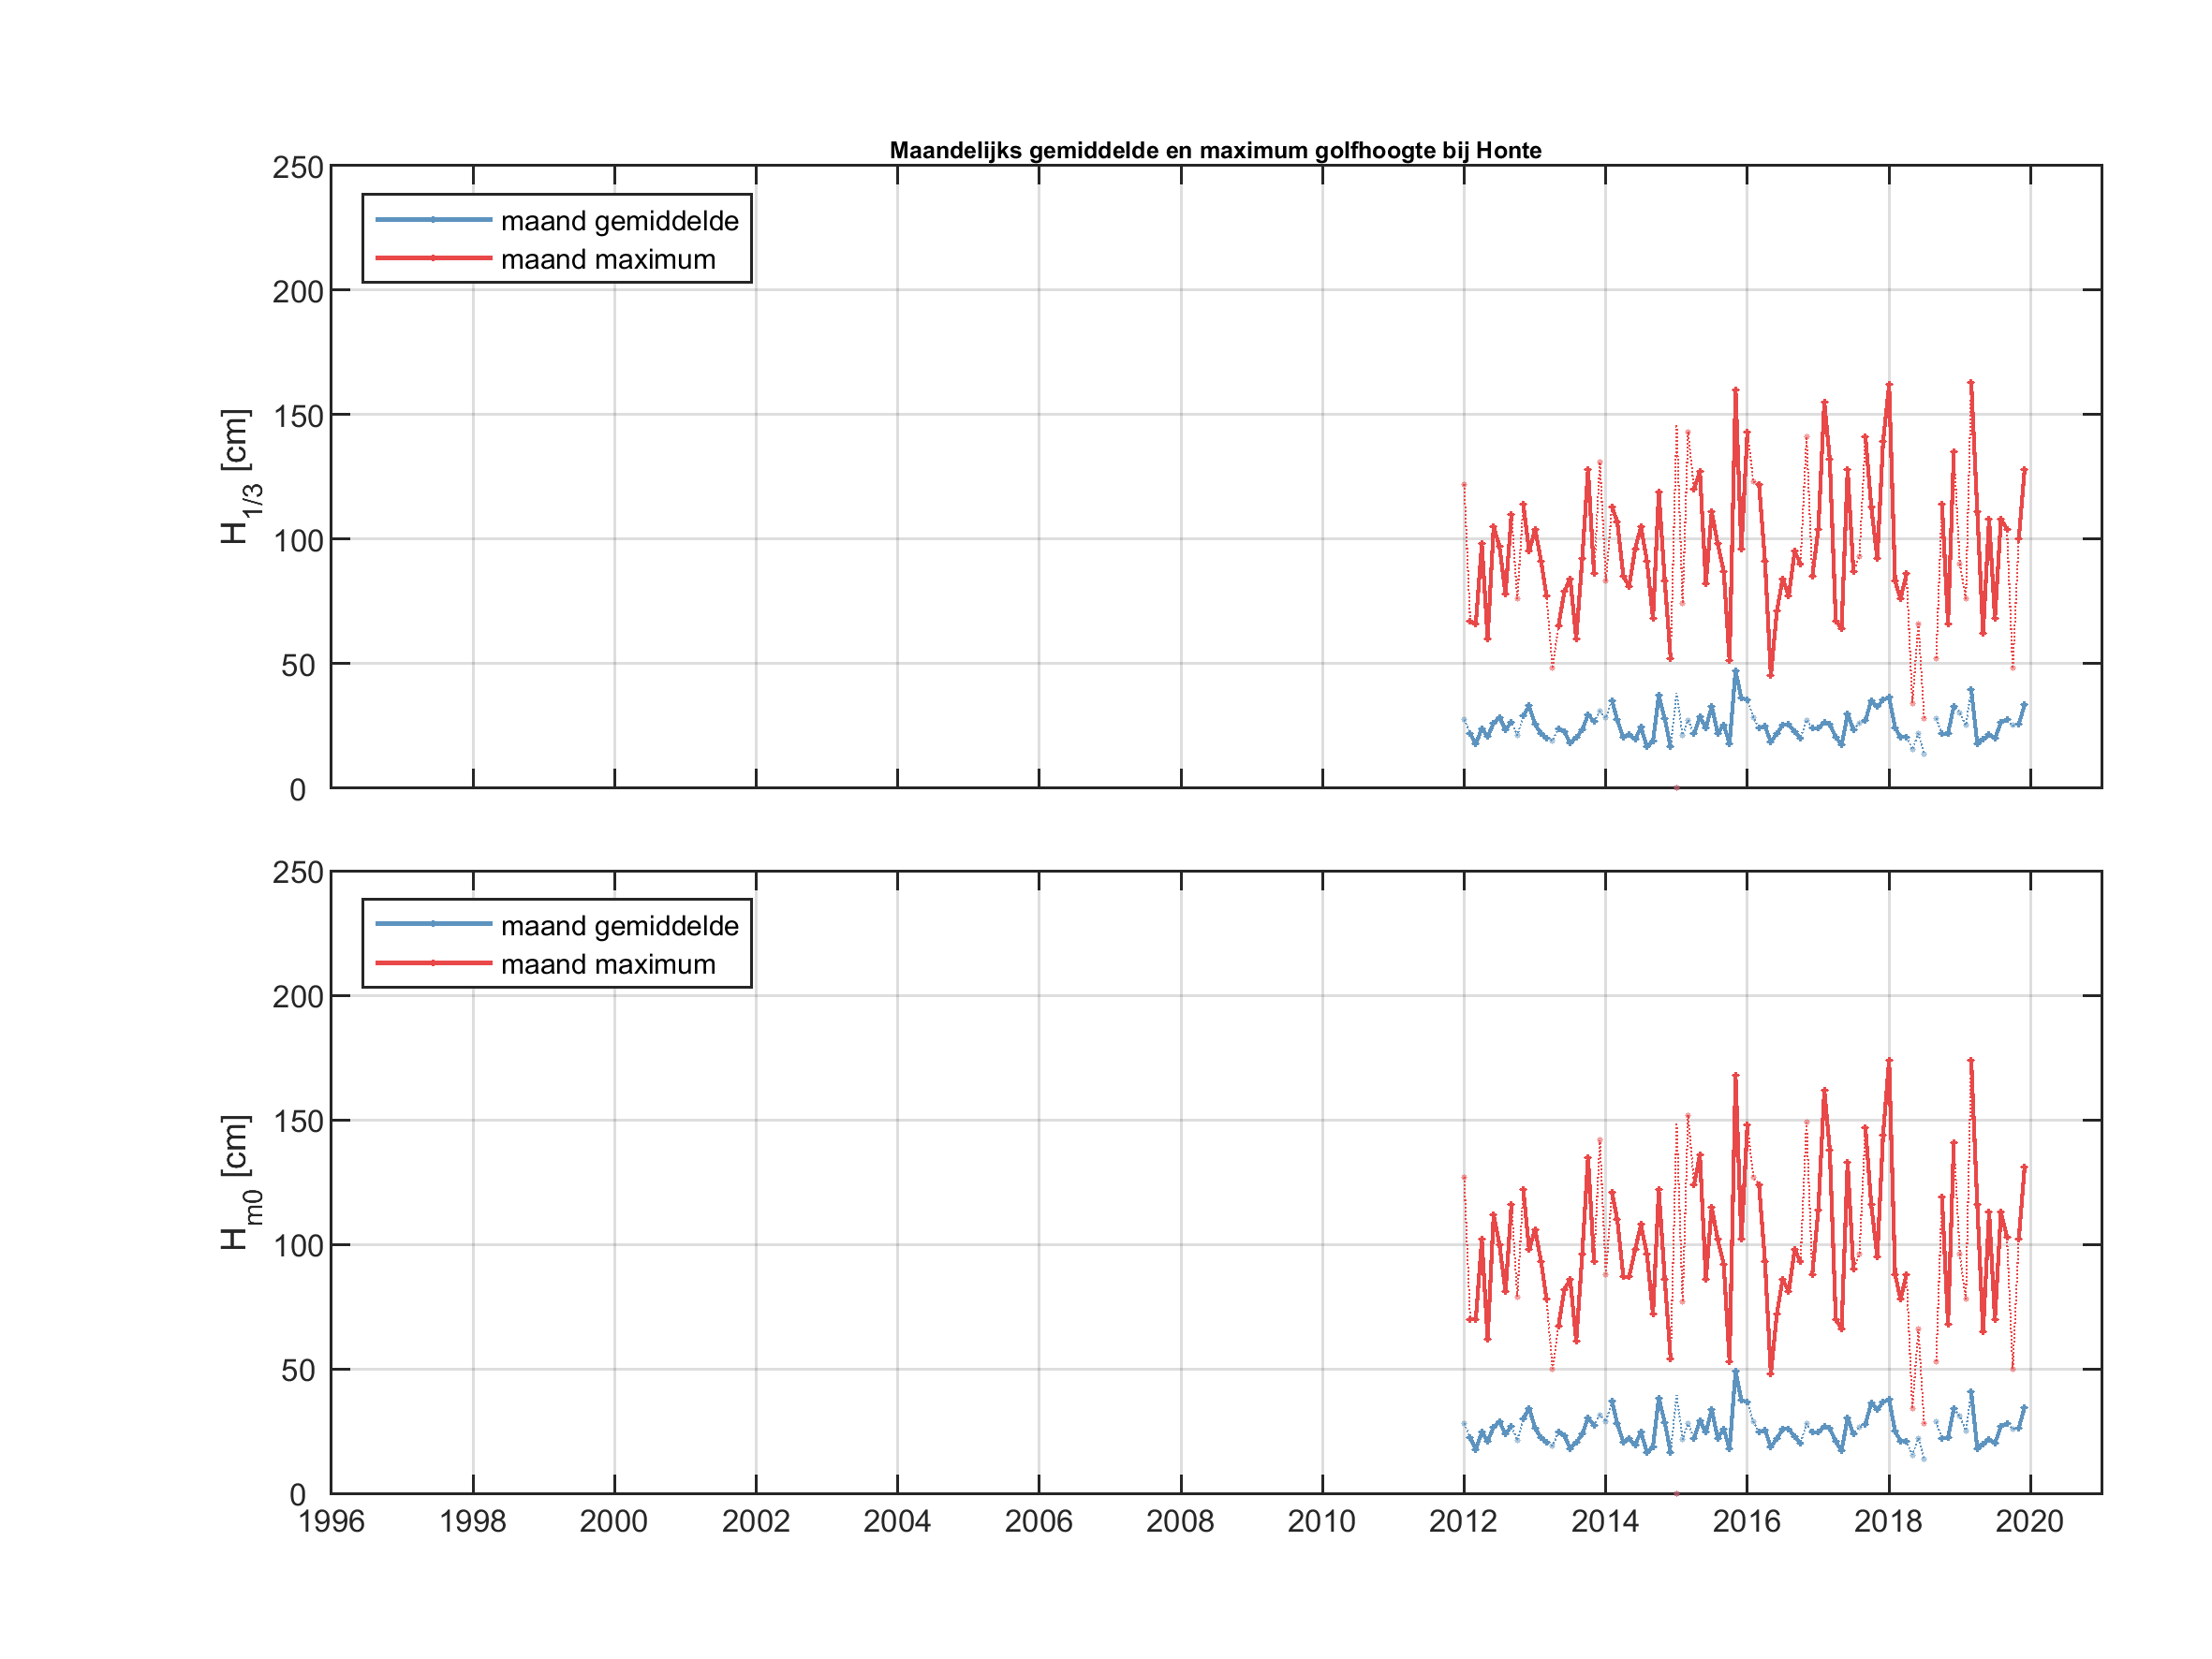 Maandelijks gemiddelde en maximum golfhoogte bij Honte
250
200
150
100
50
0
H1/3 [cm]
maand gemiddelde
maand maximum
250
200
150
100
50
0
Hm0 [cm]
maand gemiddelde
maand maximum
1996 1998 2000 2002 2004 2006 2008 2010 2012 2014 2016 2018 2020